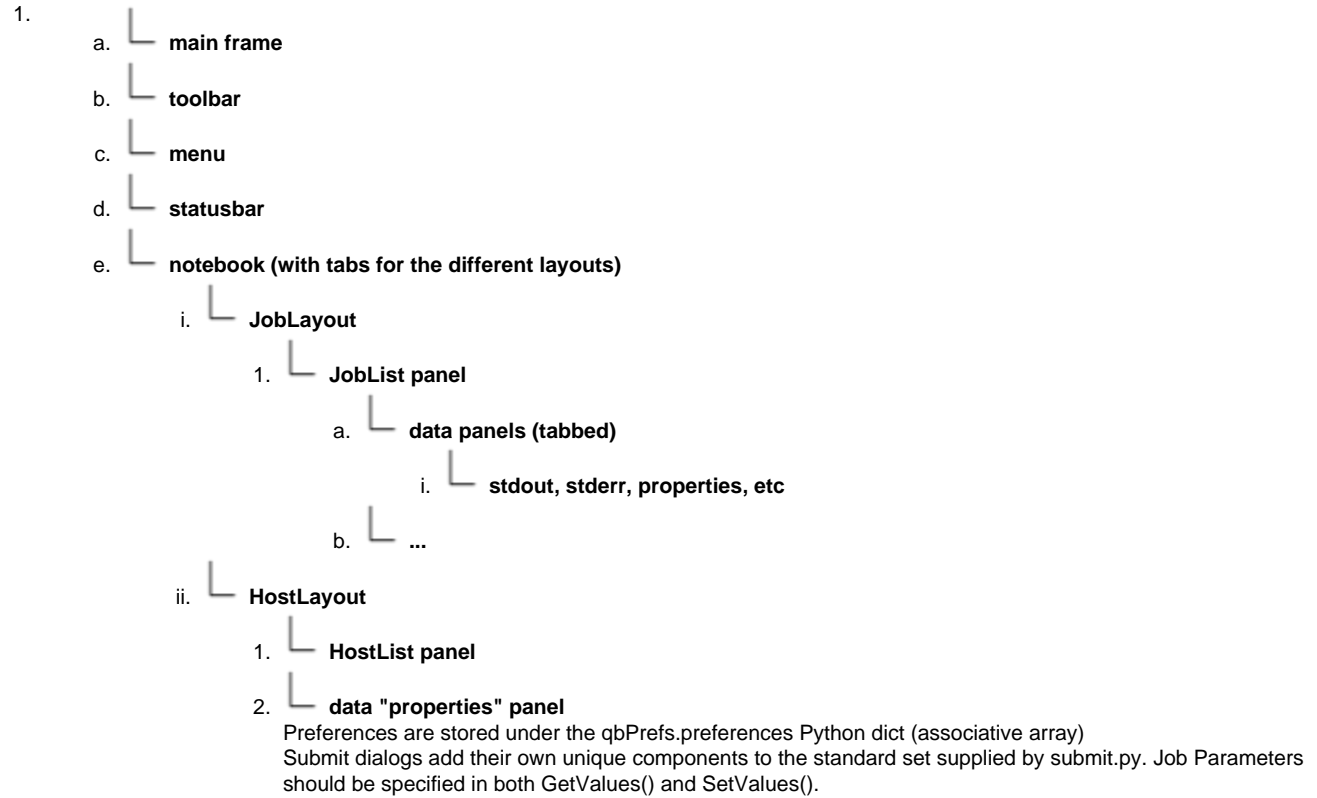 1.
a. main frame
b. toolbar
c. menu
d. statusbar
e. notebook (with tabs for the different layouts)
i. JobLayout
1. JobList panel
a. data panels (tabbed)
i. stdout, stderr, properties, etc
b. ...
ii. HostLayout
1. HostList panel
2. data "properties" panel
Preferences are stored under the qbPrefs.preferences Python dict (associative array)
Submit dialogs add their own unique components to the standard set supplied by submit.py. Job Parameters
should be specified in both GetValues() and SetValues().